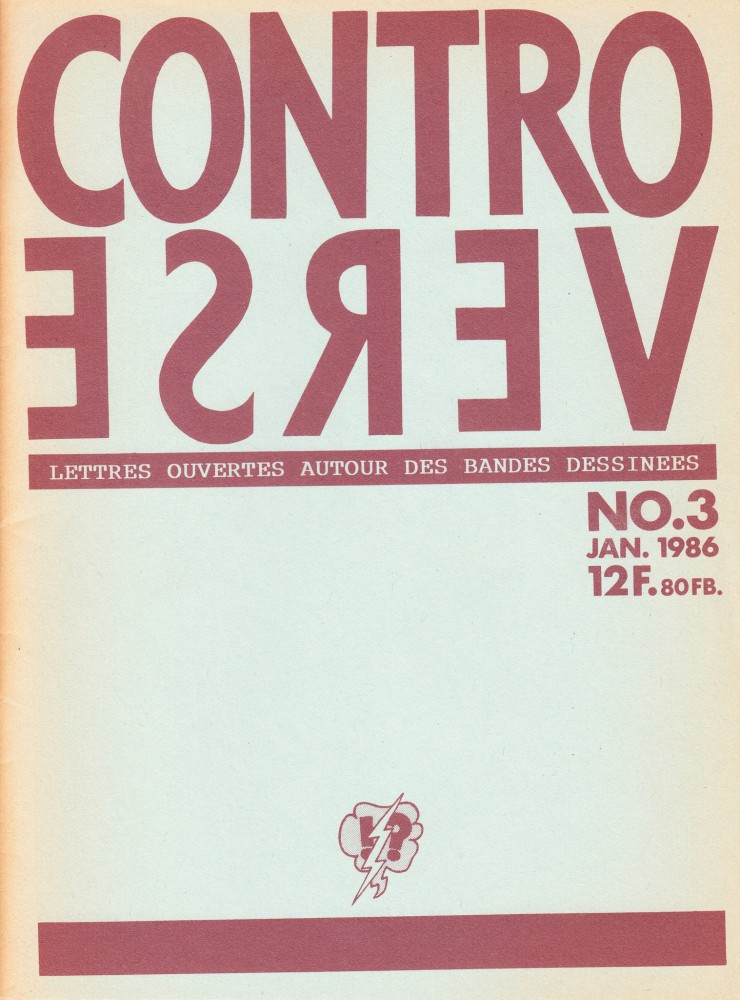 CONTRO
VERSE
LETTRES OUVERTES AUTOUR DES BANDES DESSINEES
NO.3
JAN. 1986
12F. 80FB.
!?